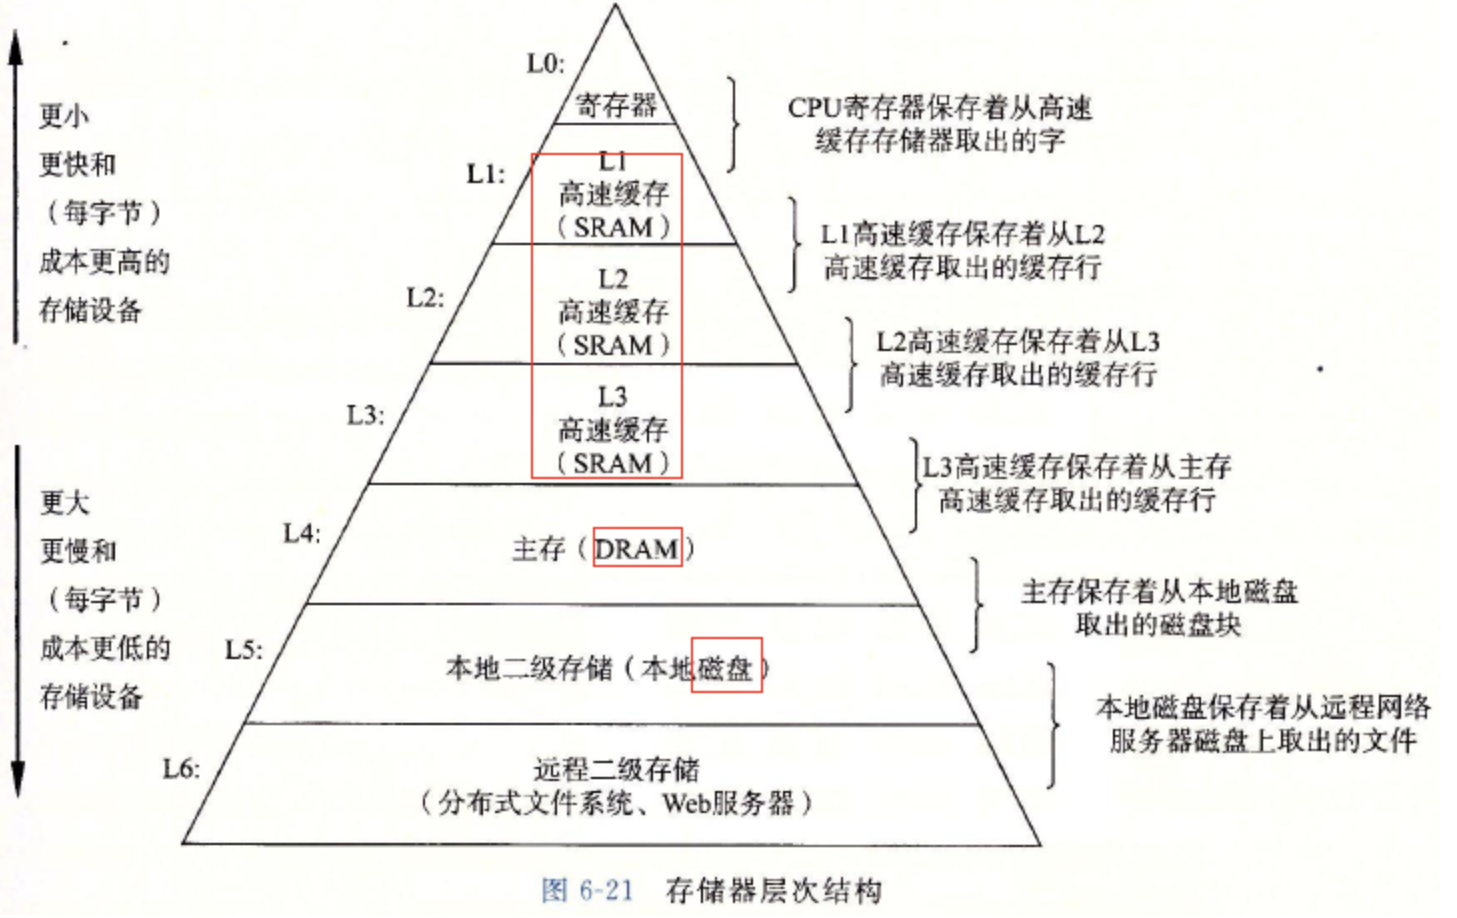 更小
更快和
（每字节）
成本更高的
存储设备
更大
更慢和
（每字节）
成本更低的
存储设备
L0:
寄存器
CPU寄存器保存着从高速
缓存存储器取出的字
L1:
L1
高速缓存
（SRAM）
L1高速缓存保存着从L2
高速缓存取出的缓存行
L2:
L2
高速缓存
（SRAM）
L2高速缓存保存着从L3
高速缓存取出的缓存行
L3:
L3
高速缓存
（SRAM）
L3高速缓存保存着从主存
高速缓存取出的缓存行
L4:
主存（DRAM）
主存保存着从本地磁盘
取出的磁盘块
L5:
本地二级存储（本地磁盘）
本地磁盘保存着从远程网络
服务器磁盘上取出的文件
L6:
远程二级存储
（分布式文件系统、Web服务器）
图 6-21 存储器层次结构